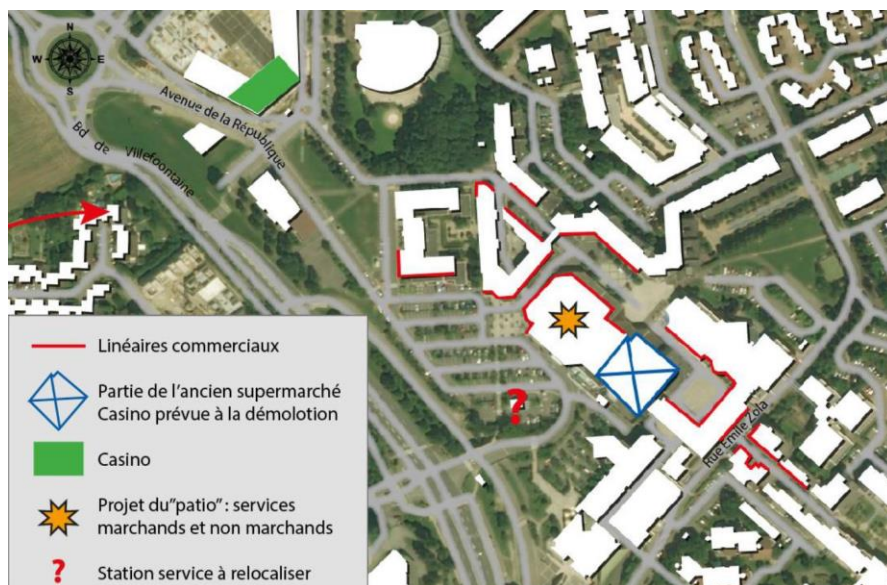 N
W E
S
Avenue de la République
Bd de Villefoontaine
Rue Emile Zola
Linéaires commerciaux
Partie de l'ancien supermarché
Casino prévue à la démolotion
Casino
Projet du"patio" : services
marchands et non marchands
?
?
Station service à relocaliser